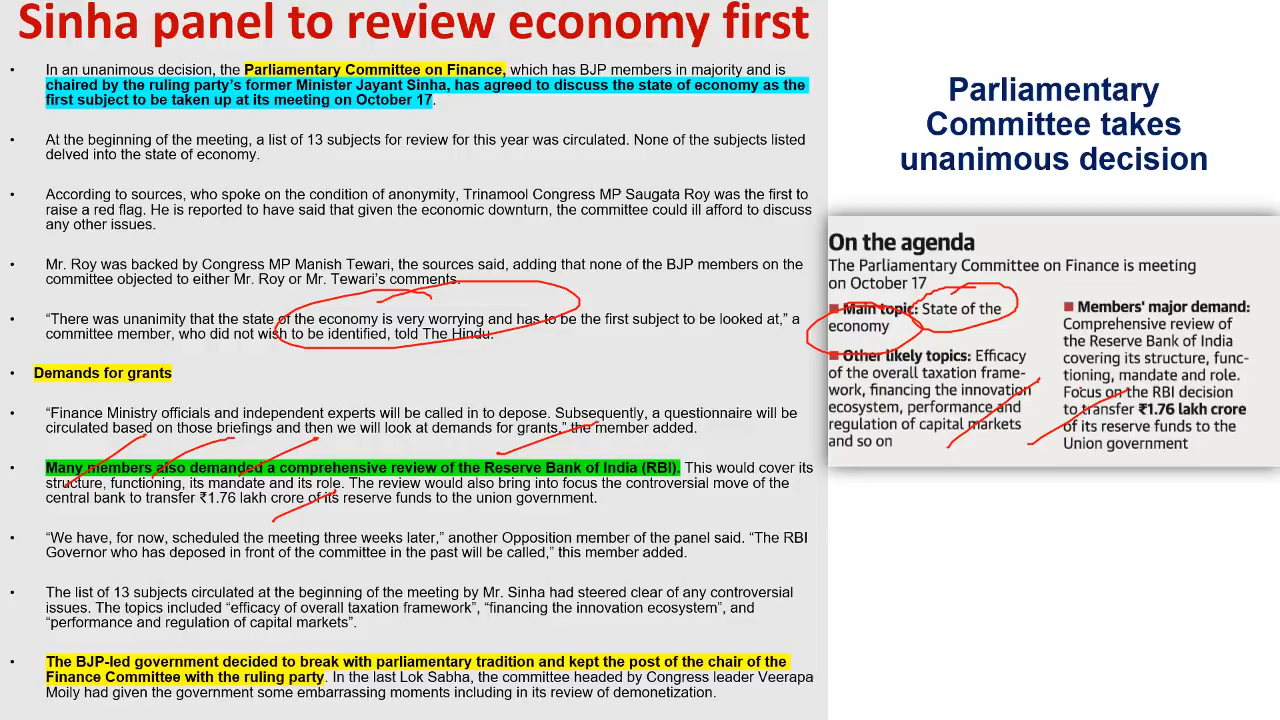 Sinha panel to review economy first
• In an unanimous decision, the Parliamentary Committee on Finance, which has BJP members in majority and is
chaired by the ruling party's former Minister Jayant Sinha, has agreed to discuss the state of economy as the
first subject to be taken up at its meeting on October 17.
• At the beginning of the meeting, a list of 13 subjects for review for this year was circulated. None of the subjects listed
delved into the state of economy.
• According to sources, who spoke on the condition of anonymity, Trinamool Congress MP Saugata Roy was the first to
raise a red flag. He is reported to have said that given the economic downturn, the committee could ill afford to discuss
any other issues.
• Mr. Roy was backed by Congress MP Manish Tewari, the sources said, adding that none of the BJP members on the
committee objected to either Mr. Roy or Mr. Tewari's comments.
• “There was unanimity that the state of the economy is very worrying and has to be the first subject to be looked at,” a
committee member, who did not wish to be identified, told The Hindu.
• Demands for grants
• “Finance Ministry officials and independent experts will be called in to depose. Subsequently, a questionnaire will be
circulated based on those briefings and then we will look at demands for grants,” the member added.
• Many members also demanded a comprehensive review of the Reserve Bank of India (RBI). This would cover its
structure, functioning, its mandate and its role. The review would also bring into focus the controversial move of the
central bank to transfer ₹1.76 lakh crore of its reserve funds to the union government.
• “We have, for now, scheduled the meeting three weeks later,” another Opposition member of the panel said. “The RBI
Governor who has deposed in front of the committee in the past will be called,” this member added.
• The list of 13 subjects circulated at the beginning of the meeting by Mr. Sinha had steered clear of any controversial
issues. The topics included “efficacy of overall taxation framework”, “financing the innovation ecosystem”, and
“performance and regulation of capital markets”.
• The BJP-led government decided to break with parliamentary tradition and kept the post of the chair of the
Finance Committee with the ruling party. In the last Lok Sabha, the committee headed by Congress leader Veerapa
Moily had given the government some embarrassing moments including in its review of demonetization.
Parliamentary
Committee takes
unanimous decision
On the agenda
The Parliamentary Committee on Finance is meeting
on October 17
■ Main topic: State of the
economy
■ Other likely topics: Efficacy
of the overall taxation frame-
work, financing the innovation
ecosystem, performance and
regulation of capital markets
and so on
■ Members' major demand:
Comprehensive review of
the Reserve Bank of India
covering its structure, func-
tioning, mandate and role.
Focus on the RBI decision
to transfer ₹1.76 lakh crore
of its reserve funds to the
Union government